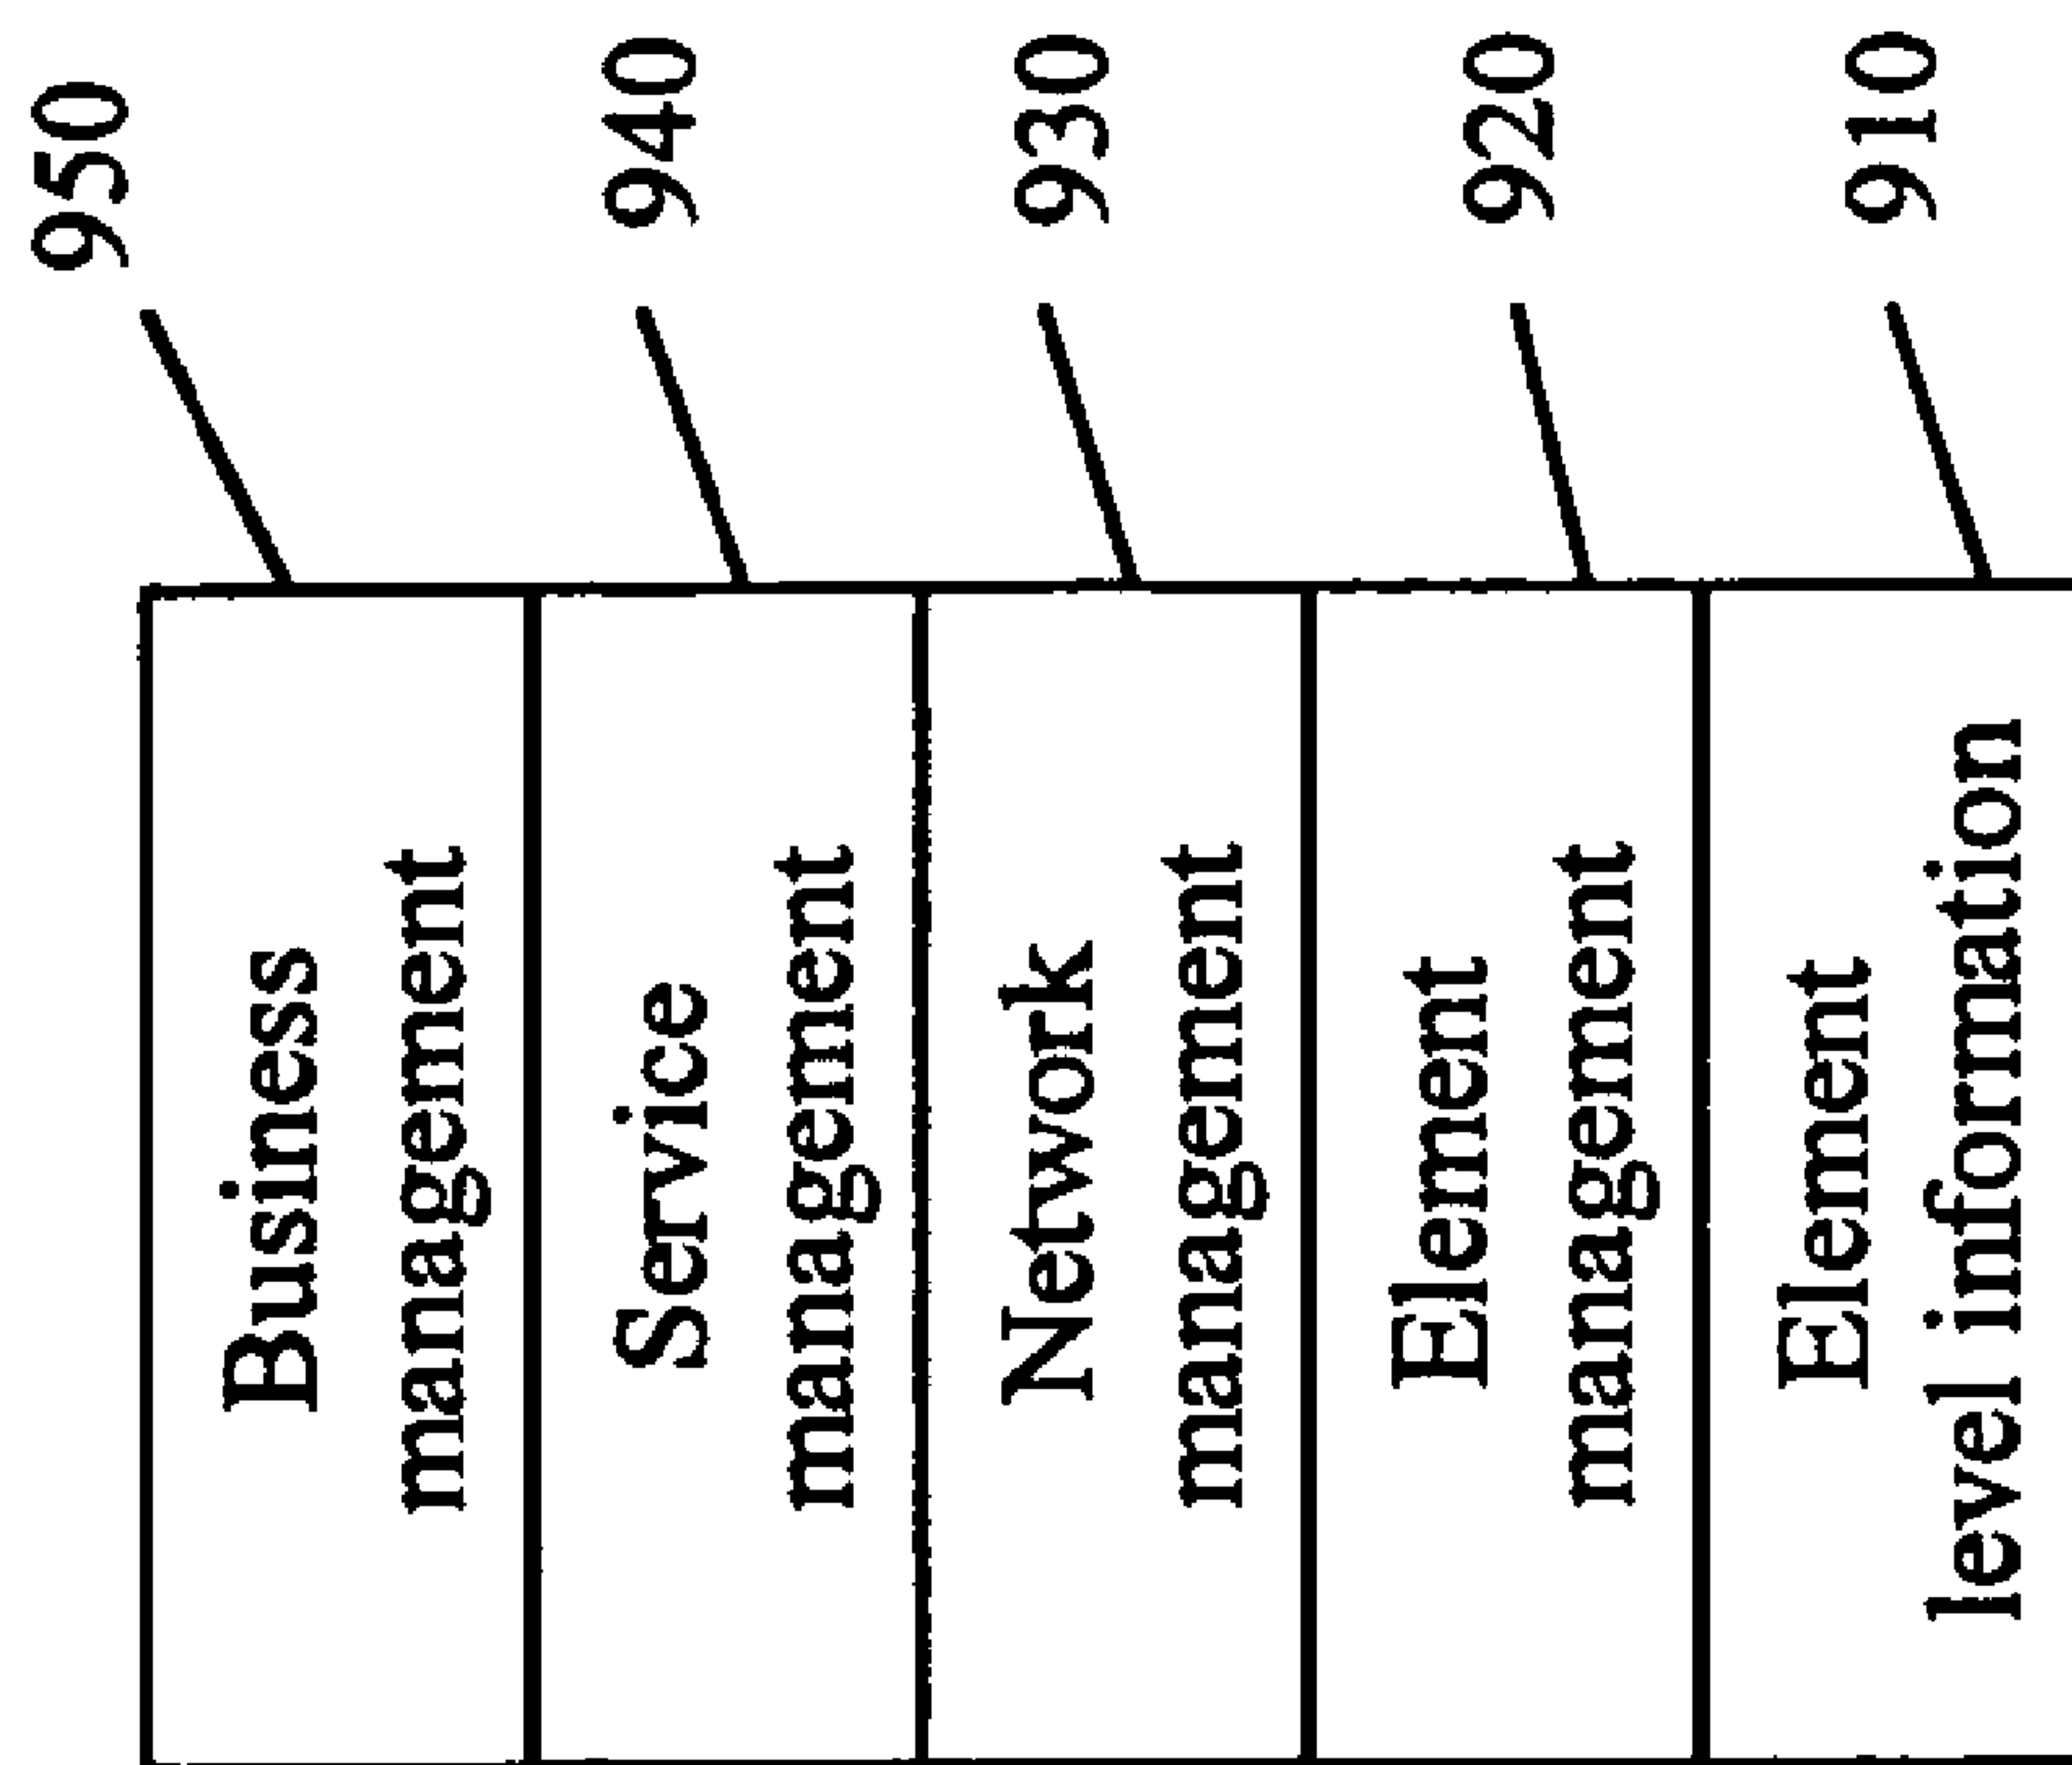 Business
management
950
Service
management
940
Network
management
930
Element
management
920
Element
level information
910